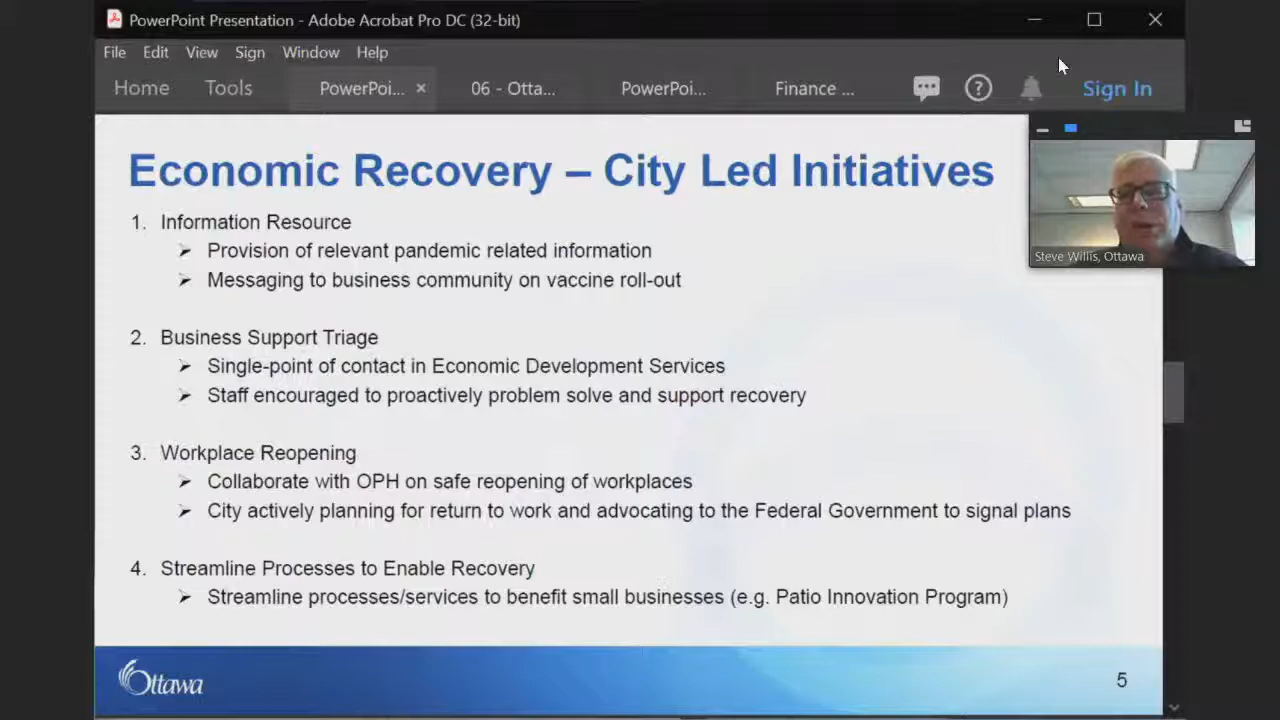 PowerPoint Presentation - Adobe Acrobat Pro DC (32-bit)
File Edit View Sign Window Help
Home Tools PowerPoi... × 06 - Otta... PowerPoi... Finance ... Sign In
Economic Recovery – City Led Initiatives
1. Information Resource
➢ Provision of relevant pandemic related information
➢ Messaging to business community on vaccine roll-out
Steve Willis, Ottawa
2. Business Support Triage
➢ Single-point of contact in Economic Development Services
➢ Staff encouraged to proactively problem solve and support recovery
3. Workplace Reopening
➢ Collaborate with OPH on safe reopening of workplaces
➢ City actively planning for return to work and advocating to the Federal Government to signal plans
4. Streamline Processes to Enable Recovery
➢ Streamline processes/services to benefit small businesses (e.g. Patio Innovation Program)
Ottawa
5